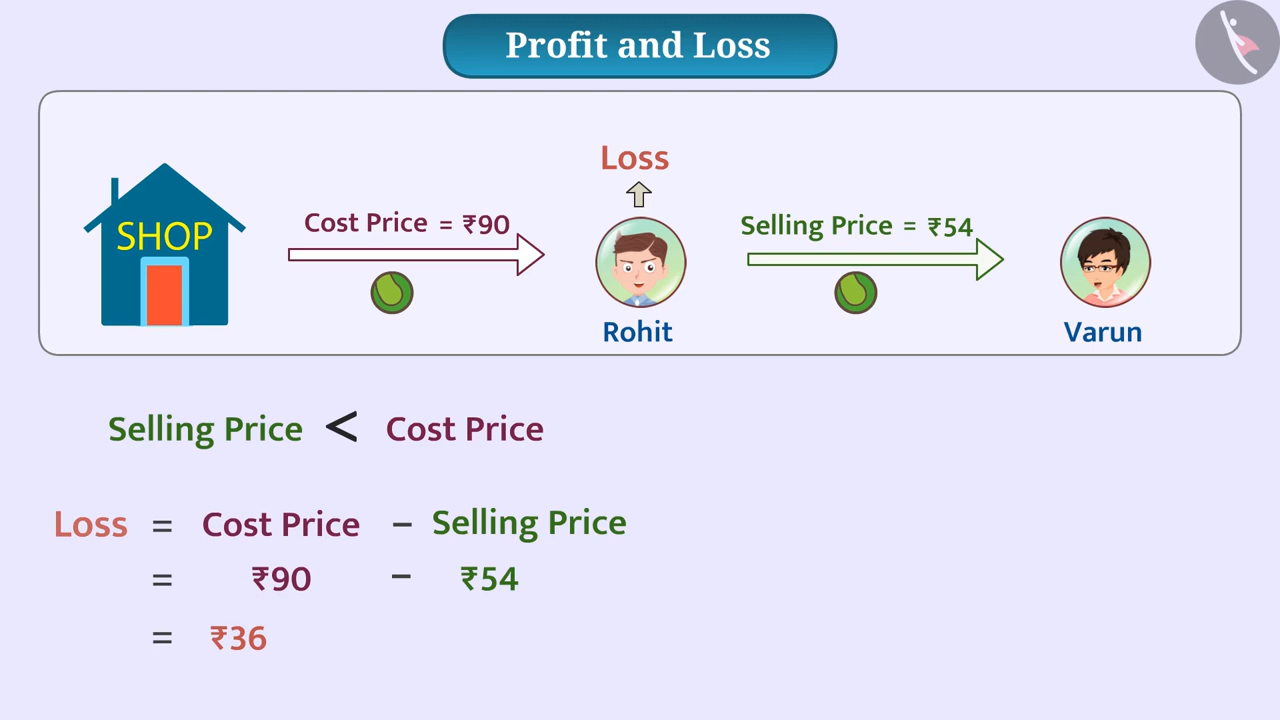 Profit and Loss
Loss
SHOP
Cost Price = ₹90
Selling Price = ₹54
Rohit
Varun
Selling Price < Cost Price
Loss = Cost Price - Selling Price
= ₹90 - ₹54
= ₹36